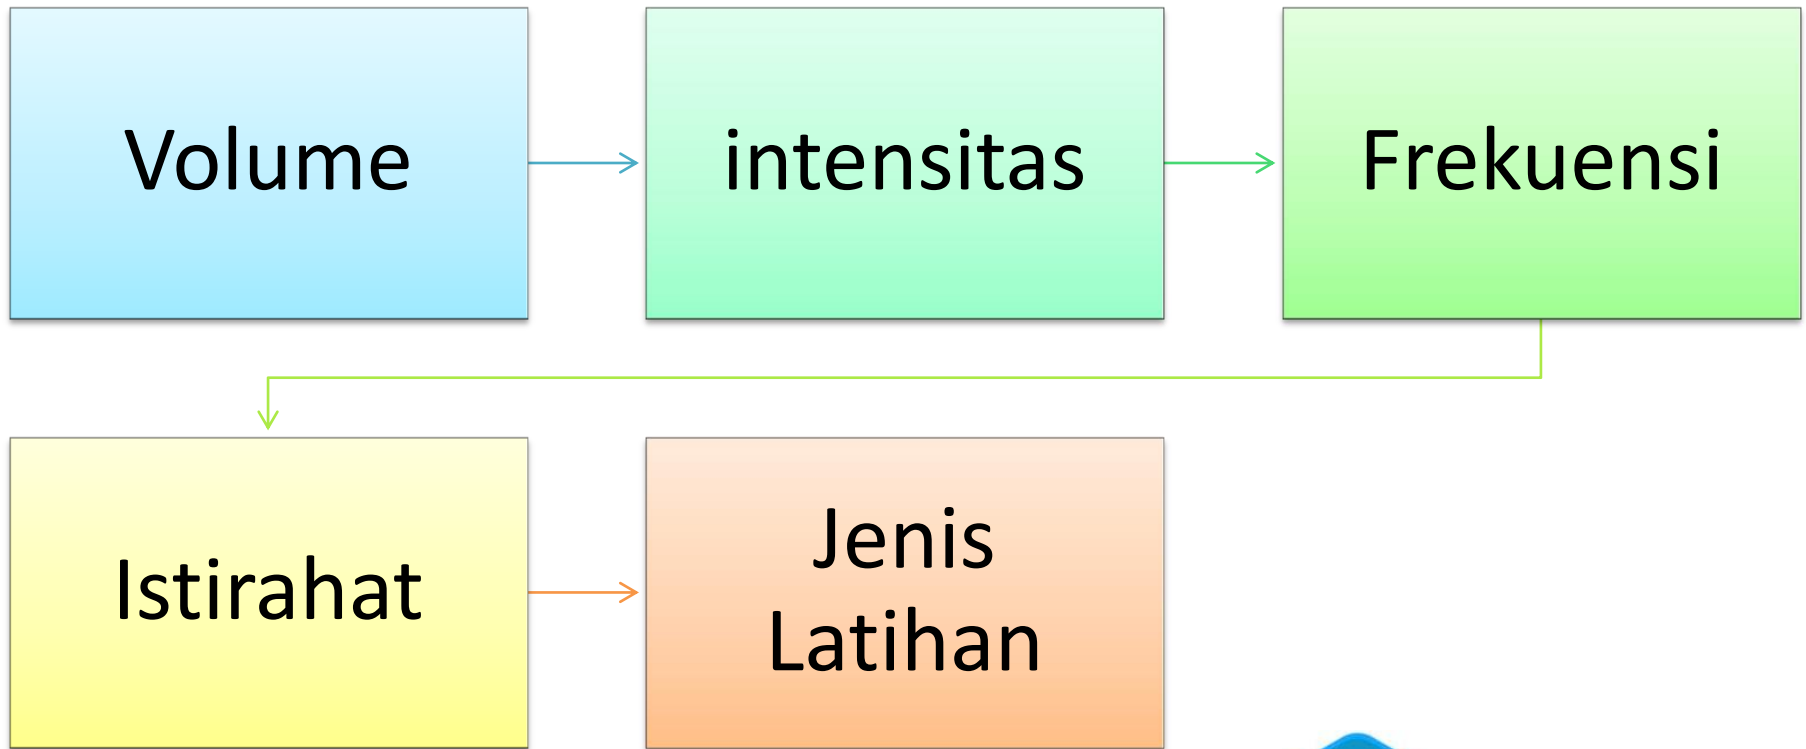 Volume
intensitas
Frekuensi
Istirahat
Jenis
Latihan